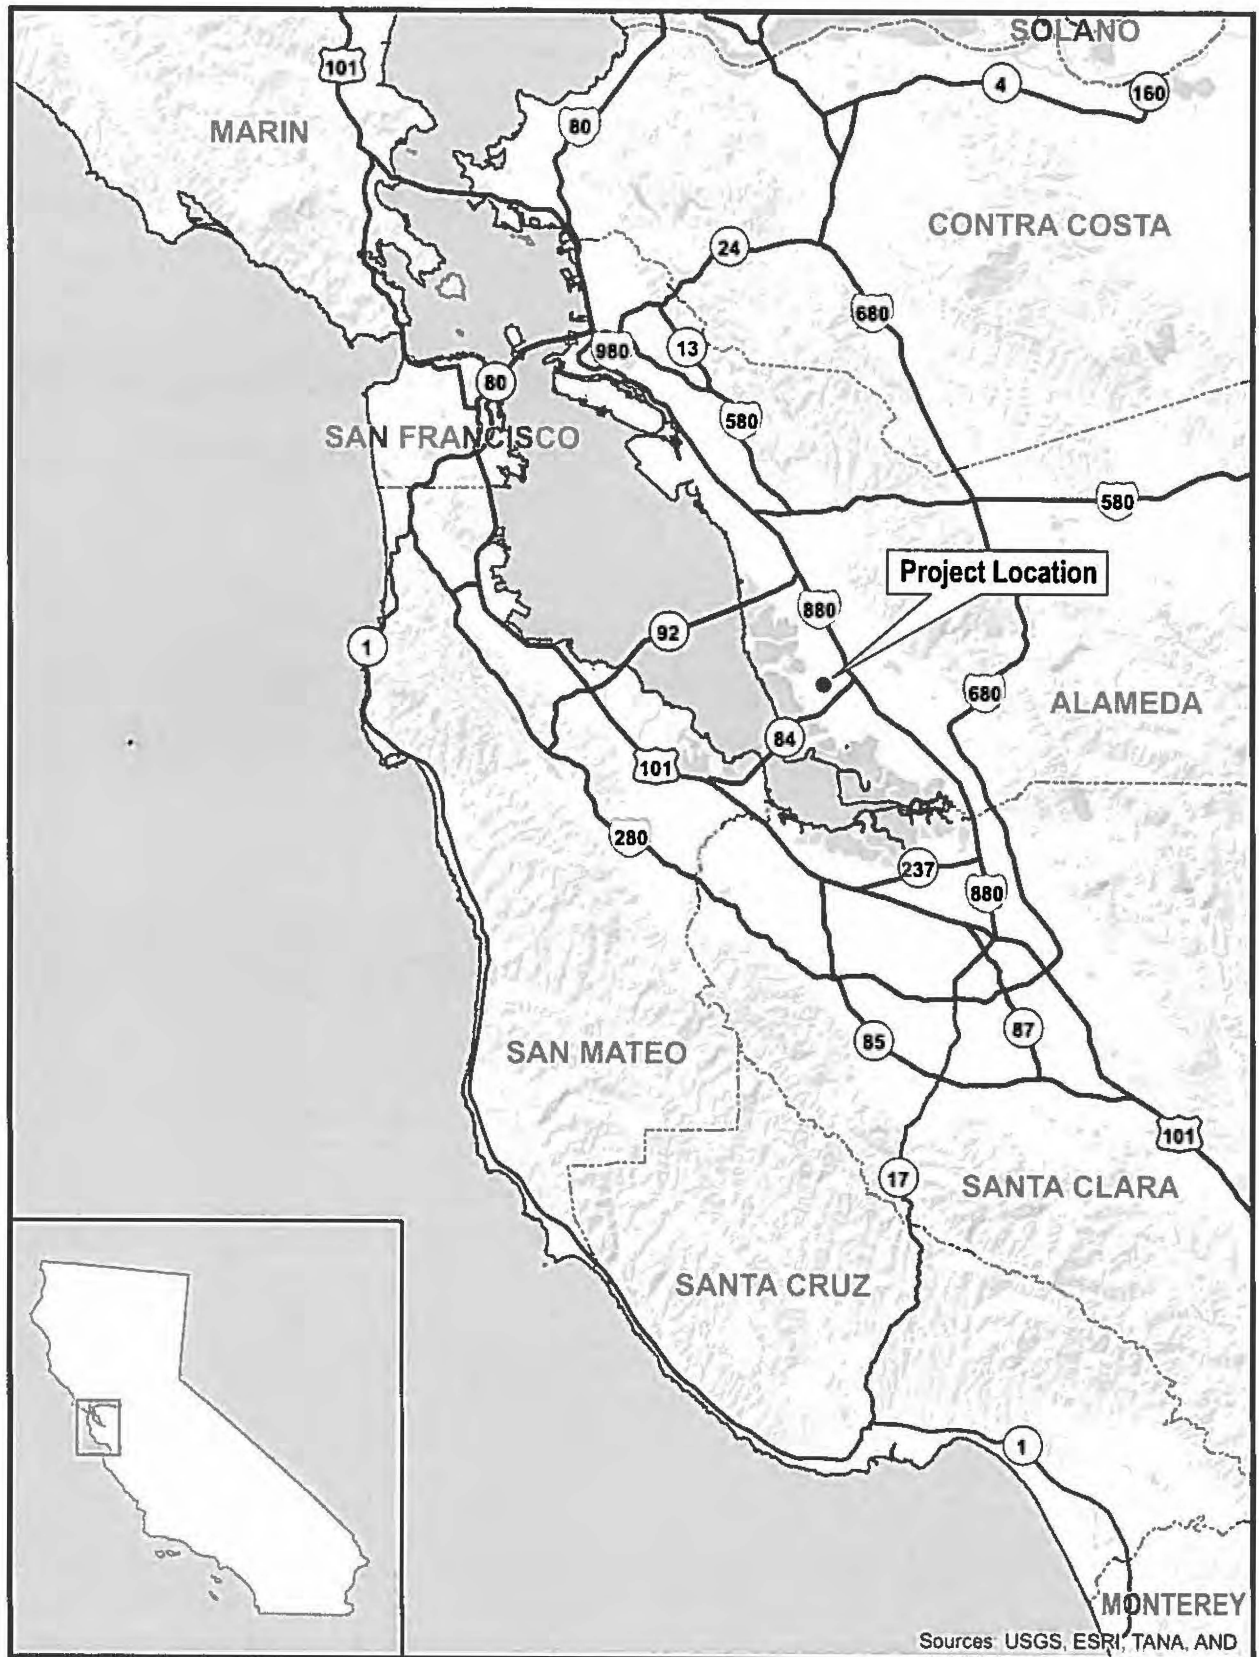 SOLANO
101
4
160
80
MARIN
CONTRA COSTA
24
680
980
13
80
580
SAN FRANCISCO
580
Project Location
880
92
1
680
ALAMEDA
84
101
280
237
880
87
85
SAN MATEO
101
17
SANTA CLARA
SANTA CRUZ
1
MONTEREY
Sources: USGS, ESRI, TANA, AND